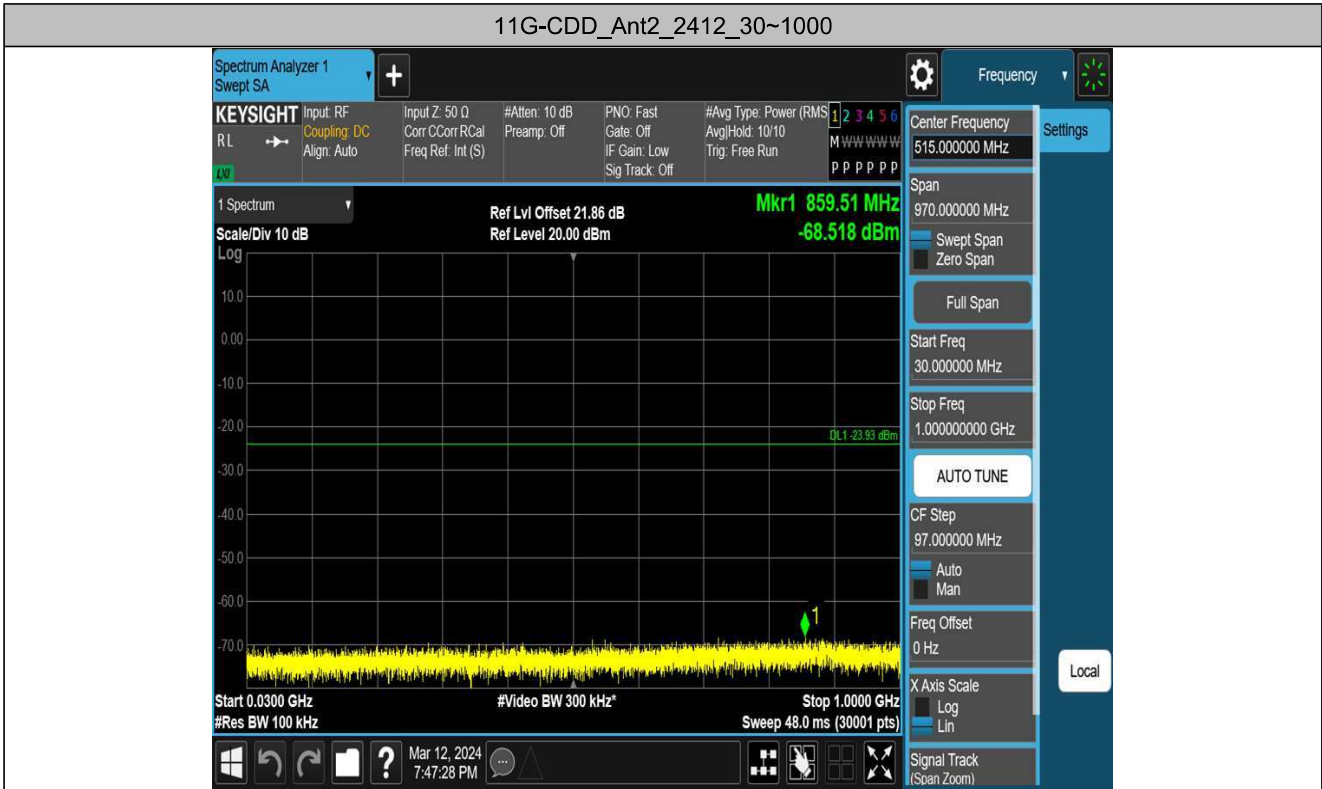 11G-CDD_Ant2_2412_30~1000
Spectrum Analyzer 1
Swept SA
+
Frequency
KEYSIGHT
RL
LXI
Input: RF
Coupling: DC
Align: Auto
Input Z: 50 Ω
Corr CCorr RCal
Freq Ref: Int (S)
#Atten: 10 dB
Preamp: Off
PNO: Fast
Gate: Off
IF Gain: Low
Sig Track: Off
#Avg Type: Power (RMS
Avg|Hold: 10/10
Trig: Free Run
1 2 3 4 5 6
M W W W W W
P P P P P P
1 Spectrum
Scale/Div 10 dB
Log
Ref Lvl Offset 21.86 dB
Ref Level 20.00 dBm
Mkr1 859.51 MHz
-68.518 dBm
10.0
0.00
-10.0
-20.0
DL1 -23.93 dBm
-30.0
-40.0
-50.0
-60.0
1
-70.0
Start 0.0300 GHz
#Video BW 300 kHz*
Stop 1.0000 GHz
#Res BW 100 kHz
Sweep 48.0 ms (30001 pts)
Center Frequency
515.000000 MHz
Span
970.000000 MHz
Swept Span
Zero Span
Full Span
Start Freq
30.000000 MHz
Stop Freq
1.000000000 GHz
AUTO TUNE
CF Step
97.000000 MHz
Auto
Man
Freq Offset
0 Hz
X Axis Scale
Log
Lin
Signal Track
(Span Zoom)
Settings
Local
?
Mar 12, 2024
7:47:28 PM